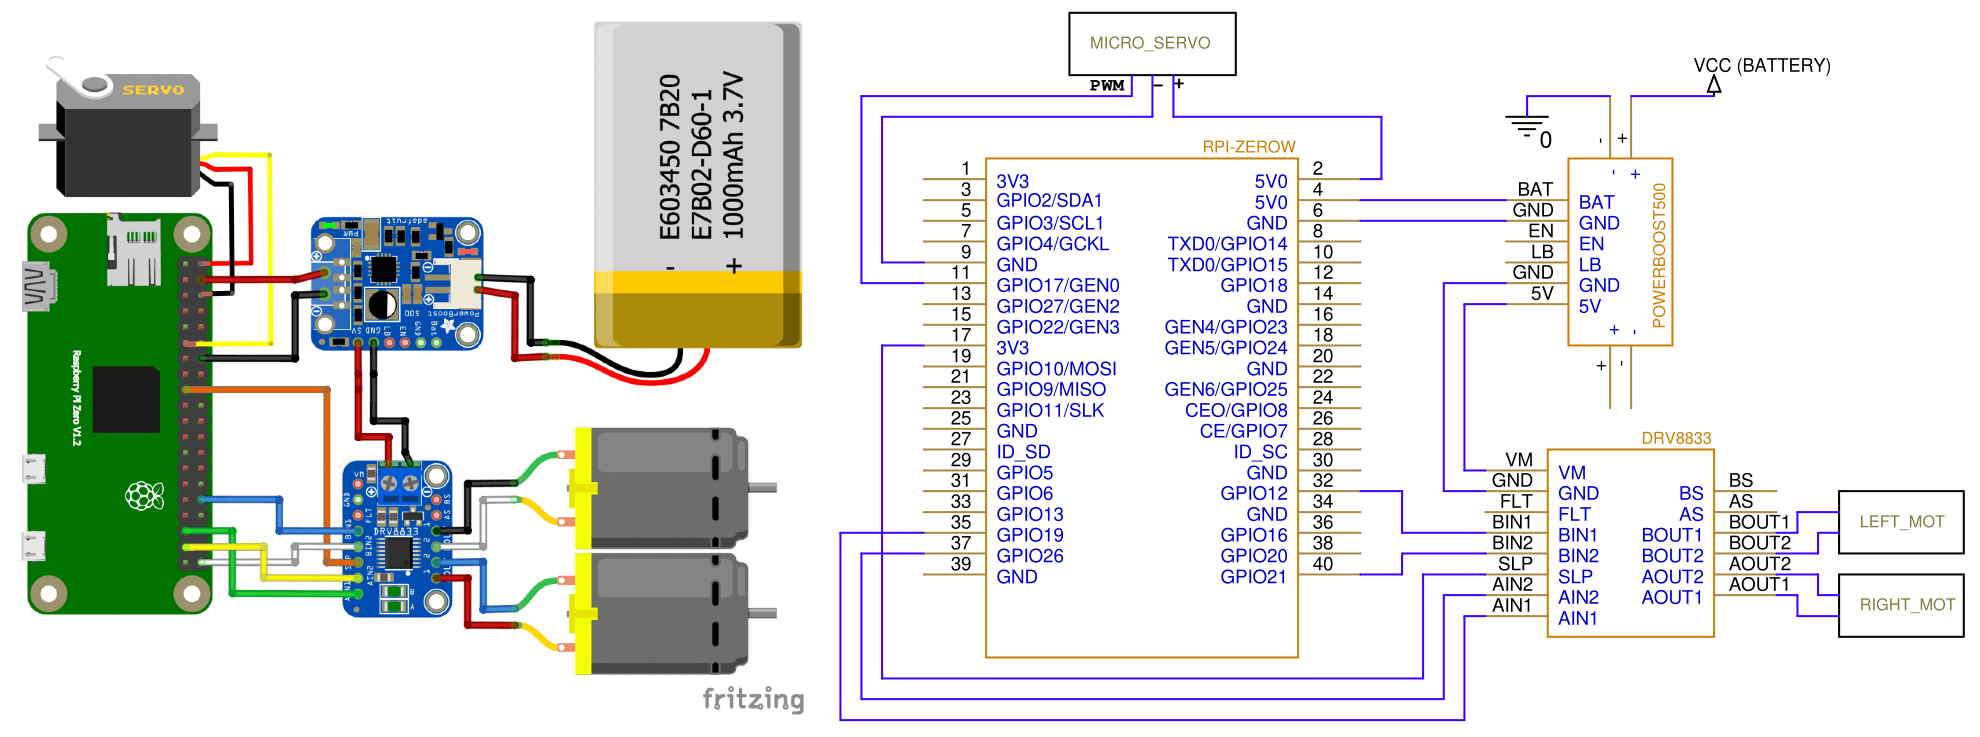 SERVO
E603450 7B20
E7B02-D60-1
1000mAh 3.7V
-
+
Raspberry Pi Zero V1.2
adafruit
PWR
PowerBoost
500
5V
GND
LB
EN
GND
Bat
VM
GND
FLT
BIN1
BIN2
AIN2
BS
AS
DRV8833
B
A
fritzing
MICRO_SERVO
PWM
-
+
VCC (BATTERY)
0
RPI-ZEROW
1
3V3
3
GPIO2/SDA1
5
GPIO3/SCL1
7
GPIO4/GCKL
9
GND
11
GPIO17/GEN0
13
GPIO27/GEN2
15
GPIO22/GEN3
17
3V3
19
GPIO10/MOSI
21
GPIO9/MISO
23
GPIO11/SLK
25
GND
27
ID_SD
29
GPIO5
31
GPIO6
33
GPIO13
35
GPIO19
37
GPIO26
39
GND
2
5V0
4
5V0
6
GND
8
TXD0/GPIO14
10
TXD0/GPIO15
12
GPIO18
14
GND
16
GEN4/GPIO23
18
GEN5/GPIO24
20
GND
22
GEN6/GPIO25
24
CEO/GPIO8
26
CE/GPIO7
28
ID_SC
30
GND
32
GPIO12
34
GND
36
GPIO16
38
GPIO20
40
GPIO21
- +
- +
BAT BAT
GND GND
EN EN
LB LB
GND GND
5V 5V
POWERBOOST500
+ -
+ -
DRV8833
VM VM
GND GND
FLT FLT
BIN1 BIN1
BIN2 BIN2
SLP SLP
AIN2 AIN2
AIN1 AIN1
BS BS
AS AS
BOUT1 BOUT1
BOUT2 BOUT2
AOUT2 AOUT2
AOUT1 AOUT1
LEFT_MOT
RIGHT_MOT